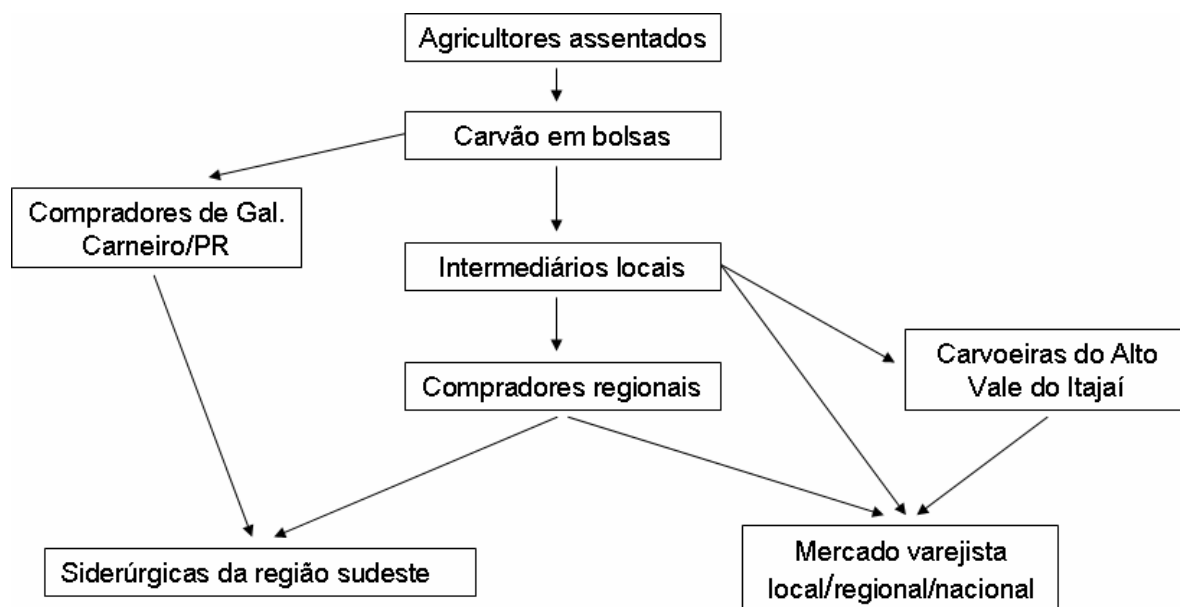 Agricultores assentados
Carvão em bolsas
Compradores de Gal.
Carneiro/PR
Intermediários locais
Carvoeiras do Alto
Vale do Itajaí
Compradores regionais
Siderúrgicas da região sudeste
Mercado varejista
local/regional/nacional